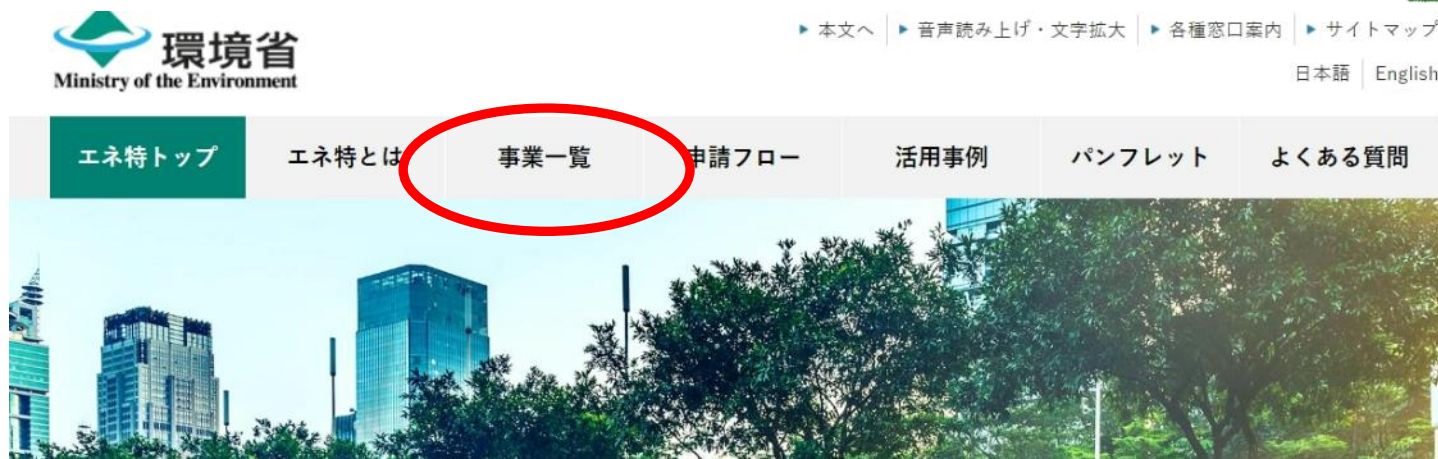 環境省
Ministry of the Environment
本文へ 音声読み上げ・文字拡大 各種窓口案内 サイトマップ
日本語 English
エネ特トップ エネ特とは 事業一覧 申請フロー 活用事例 パンフレット よくある質問